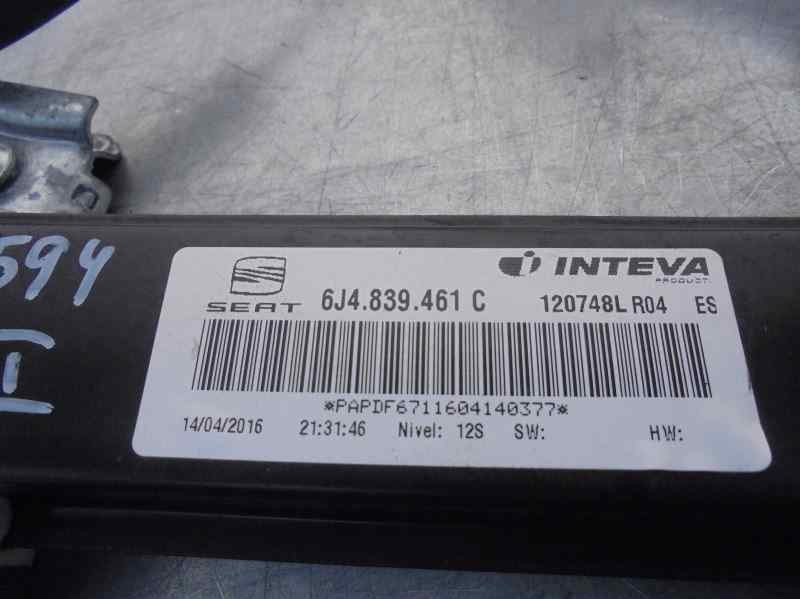 594
I
SEAT
6J4.839.461 C
INTEVA
PRODUCTS
120748L R04 ES
*PAPDF6711604140377*
14/04/2016 21:31:46 Nivel: 12S SW: HW: